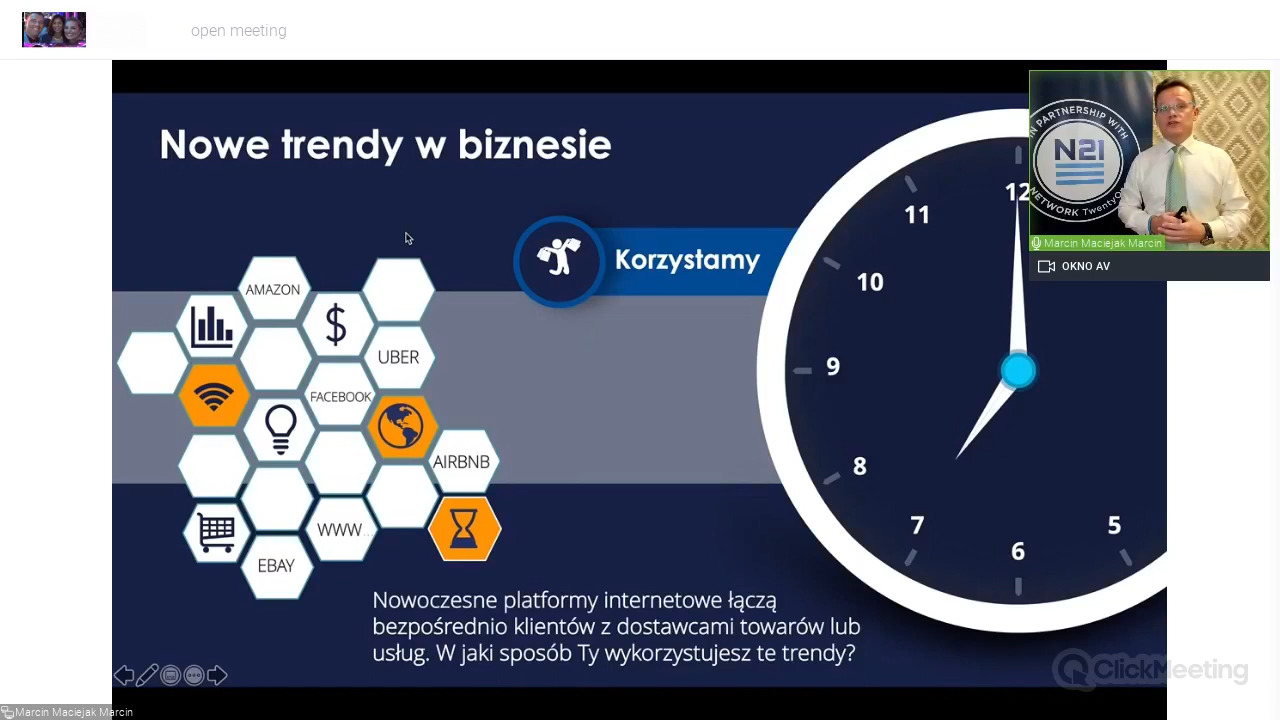 open meeting
Nowe trendy w biznesie
Korzystamy
AMAZON
$
UBER
FACEBOOK
AIRBNB
WWW...
EBAY
12
11
10
9
8
7
6
5
Nowoczesne platformy internetowe łączą
bezpośrednio klientów z dostawcami towarów lub
usług. W jaki sposób Ty wykorzystujesz te trendy?
IN PARTNERSHIP WITH
N21
NETWORK TwentyOne
Marcin Maciejak Marcin
OKNO AV
ClickMeeting
Marcin Maciejak Marcin